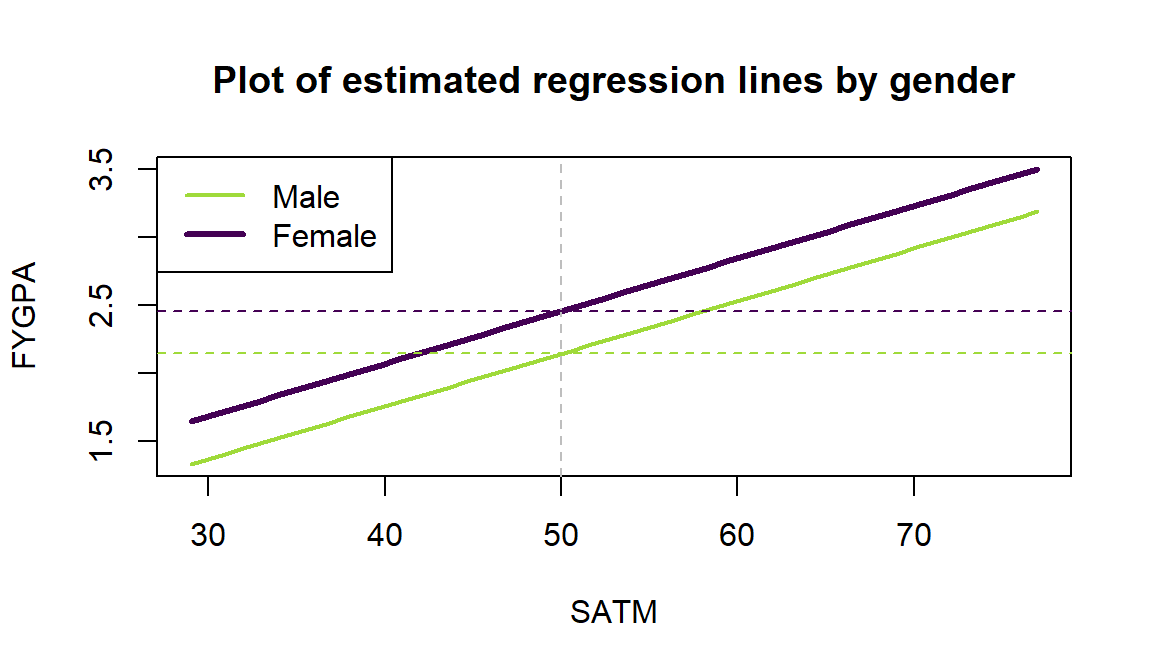 Plot of estimated regression lines by gender
Male
Female
FYGPA
3.5
2.5
1.5
30 40 50 60 70
SATM